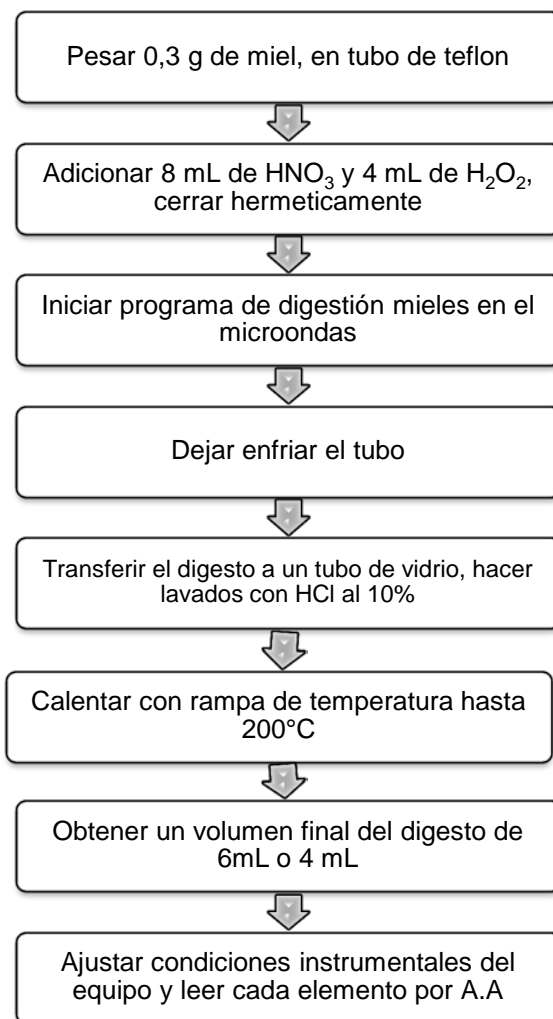 Pesar 0,3 g de miel, en tubo de teflon
Adicionar 8 mL de HNO₃ y 4 mL de H₂O₂,
cerrar hermeticamente
Iniciar programa de digestión mieles en el
microondas
Dejar enfriar el tubo
Transferir el digesto a un tubo de vidrio, hacer
lavados con HCl al 10%
Calentar con rampa de temperatura hasta
200°C
Obtener un volumen final del digesto de
6mL o 4 mL
Ajustar condiciones instrumentales del
equipo y leer cada elemento por A.A